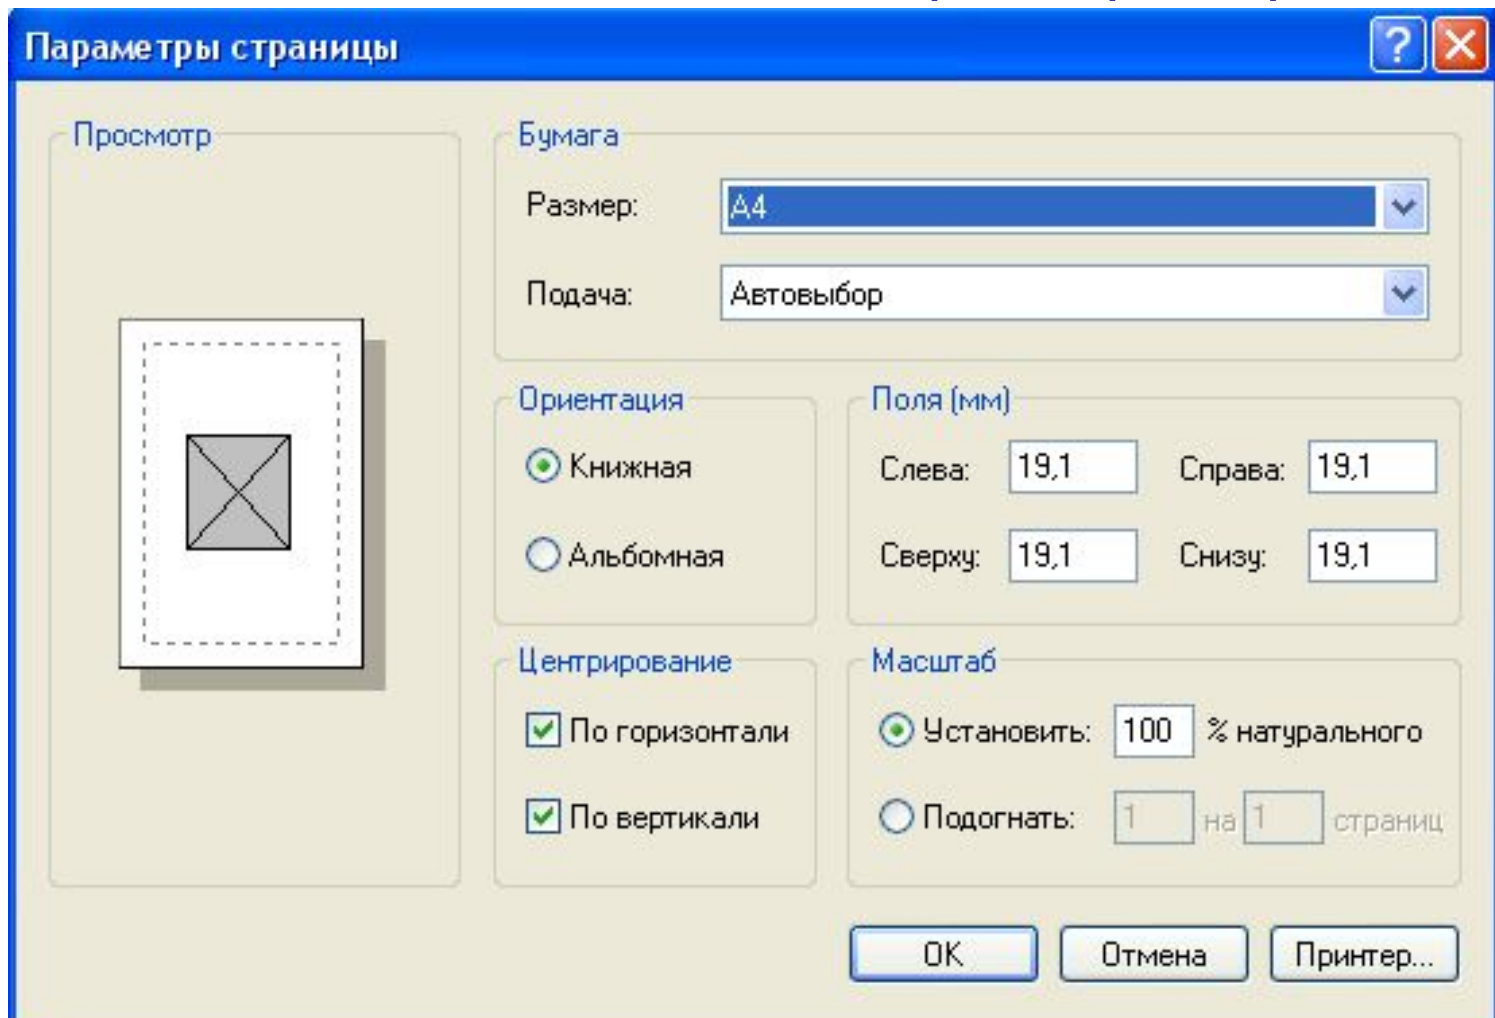 Параметры страницы
Просмотр
Бумага
Размер: A4
Подача: Автовыбор
Ориентация
Книжная
Альбомная
Поля (мм)
Слева: 19,1 Справа: 19,1
Сверху: 19,1 Снизу: 19,1
Центрирование
По горизонтали
По вертикали
Масштаб
Установить: 100 % натурального
Подогнать: 1 на 1 страниц
OK Отмена Принтер...